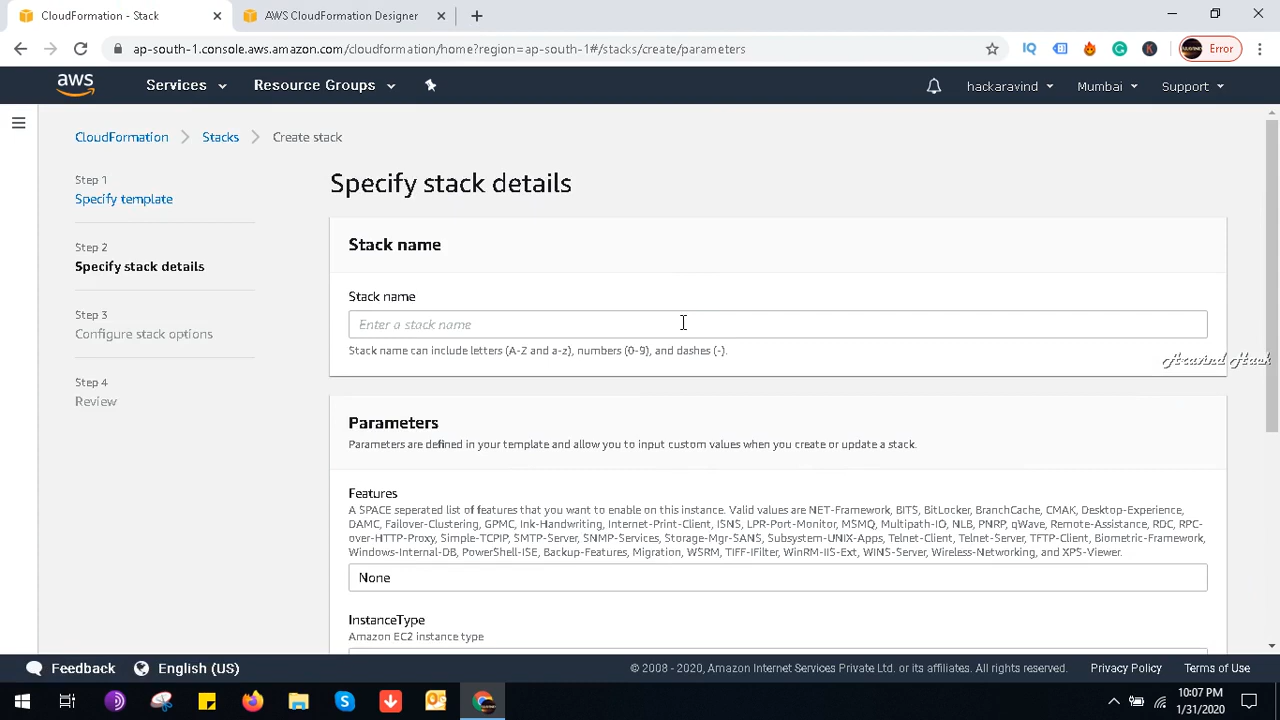 CloudFormation - Stack
AWS CloudFormation Designer
ap-south-1.console.aws.amazon.com/cloudformation/home?region=ap-south-1#/stacks/create/parameters
Error
aws
Services
Resource Groups
hackaravind
Mumbai
Support
CloudFormation
Stacks
Create stack
Step 1
Specify template
Step 2
Specify stack details
Step 3
Configure stack options
Step 4
Review
Specify stack details
Stack name
Stack name
Enter a stack name
Stack name can include letters (A-Z and a-z), numbers (0-9), and dashes (-).
Aravind Hack
Parameters
Parameters are defined in your template and allow you to input custom values when you create or update a stack.
Features
A SPACE seperated list of features that you want to enable on this instance. Valid values are NET-Framework, BITS, BitLocker, BranchCache, CMAK, Desktop-Experience,
DAMC, Failover-Clustering, GPMC, Ink-Handwriting, Internet-Print-Client, ISNS, LPR-Port-Monitor, MSMQ, Multipath-IO, NLB, PNRP, qWave, Remote-Assistance, RDC, RPC-
over-HTTP-Proxy, Simple-TCPIP, SMTP-Server, SNMP-Services, Storage-Mgr-SANS, Subsystem-UNIX-Apps, Telnet-Client, Telnet-Server, TFTP-Client, Biometric-Framework,
Windows-Internal-DB, PowerShell-ISE, Backup-Features, Migration, WSRM, TIFF-IFilter, WinRM-IIS-Ext, WINS-Server, Wireless-Networking, and XPS-Viewer.
None
InstanceType
Amazon EC2 instance type
Feedback
English (US)
© 2008 - 2020, Amazon Internet Services Private Ltd. or its affiliates. All rights reserved.
Privacy Policy
Terms of Use
10:07 PM
1/31/2020